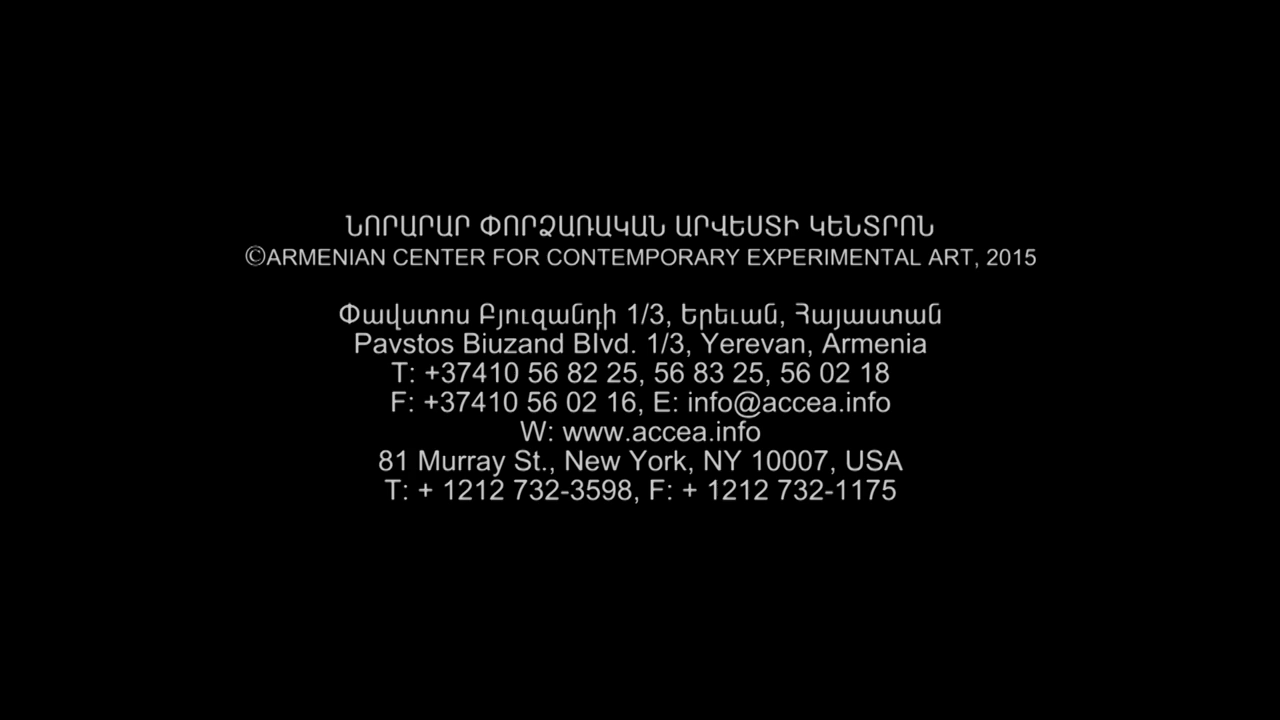 ՆՈՐԱՐԱՐ ՓՈՐՁԱՌԱԿԱՆ ԱՐՎԵՍՏԻ ԿԵՆՏՐՈՆ
©ARMENIAN CENTER FOR CONTEMPORARY EXPERIMENTAL ART, 2015
Փավստոս Բյուզանդի 1/3, Երեւան, Հայաստան
Pavstos Biuzand Blvd. 1/3, Yerevan, Armenia
T: +37410 56 82 25, 56 83 25, 56 02 18
F: +37410 56 02 16, E: info@accea.info
W: www.accea.info
81 Murray St., New York, NY 10007, USA
T: + 1212 732-3598, F: + 1212 732-1175